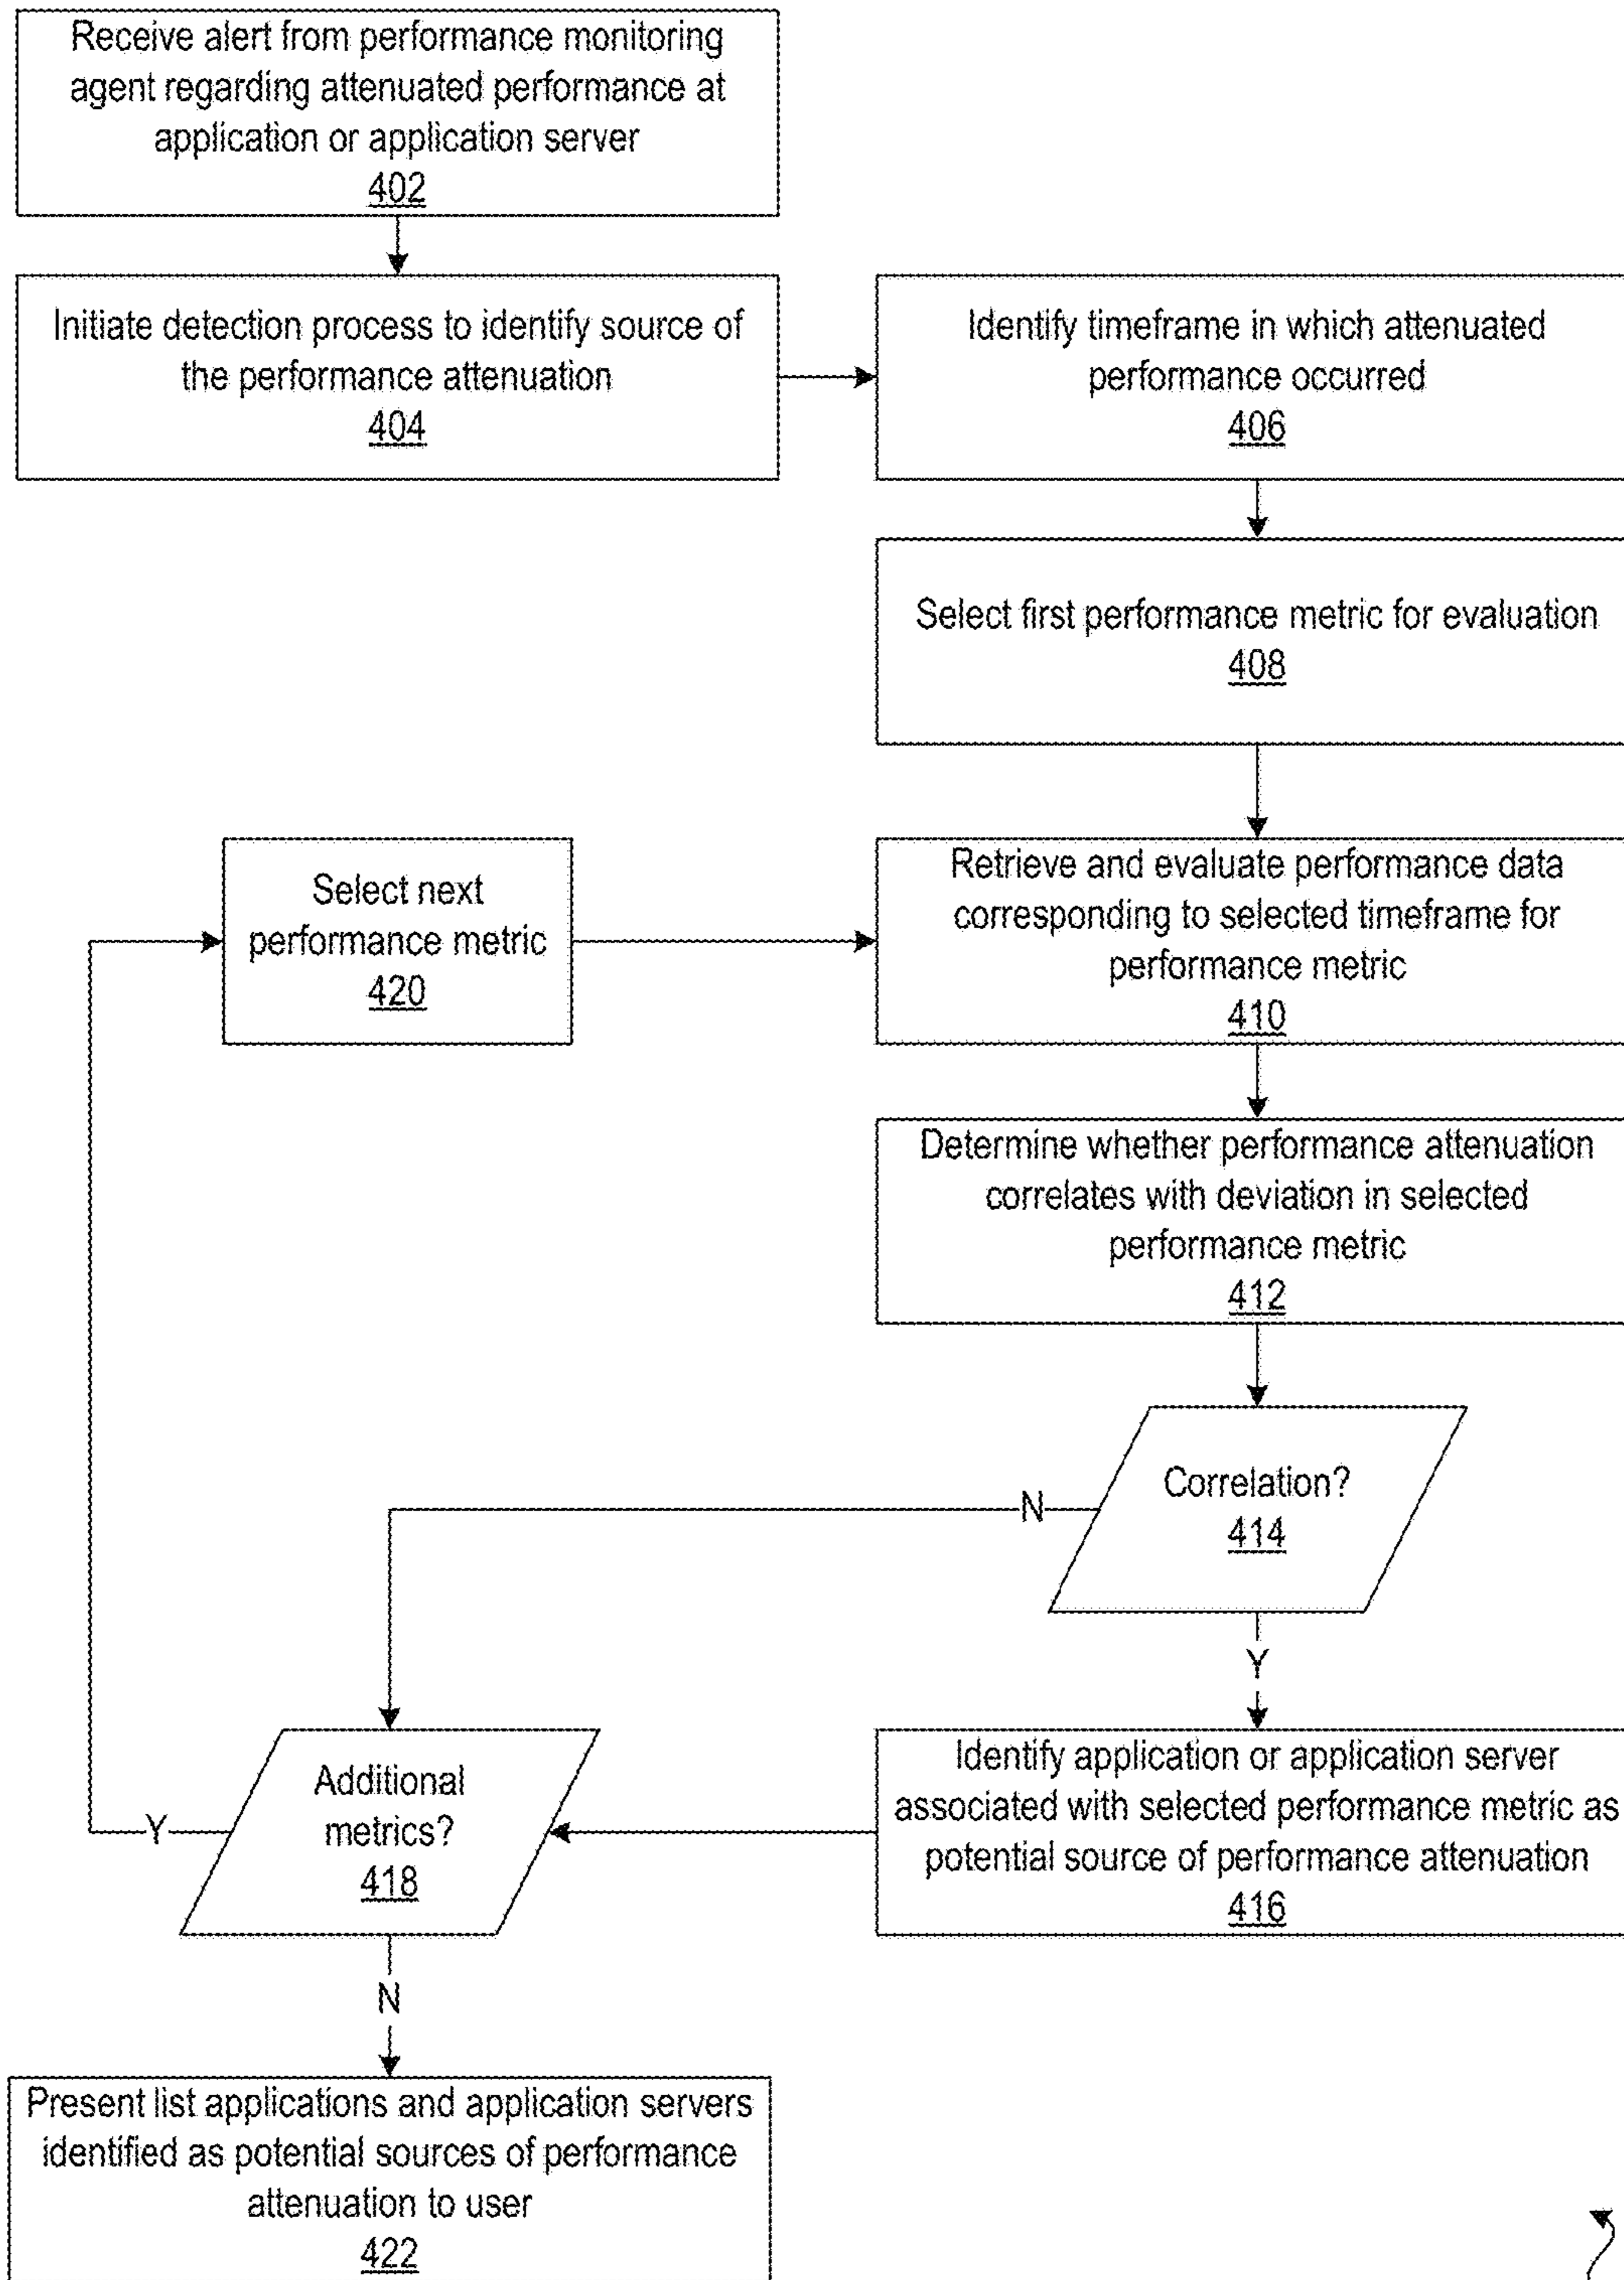 Receive alert from performance monitoring
agent regarding attenuated performance at
application or application server
402
Initiate detection process to identify source of
the performance attenuation
404
Identify timeframe in which attenuated
performance occurred
406
Select first performance metric for evaluation
408
Select next
performance metric
420
Retrieve and evaluate performance data
corresponding to selected timeframe for
performance metric
410
Determine whether performance attenuation
correlates with deviation in selected
performance metric
412
Correlation?
414
N
Y
Identify application or application server
associated with selected performance metric as
potential source of performance attenuation
416
Additional
metrics?
418
Y
N
Present list applications and application servers
identified as potential sources of performance
attenuation to user
422